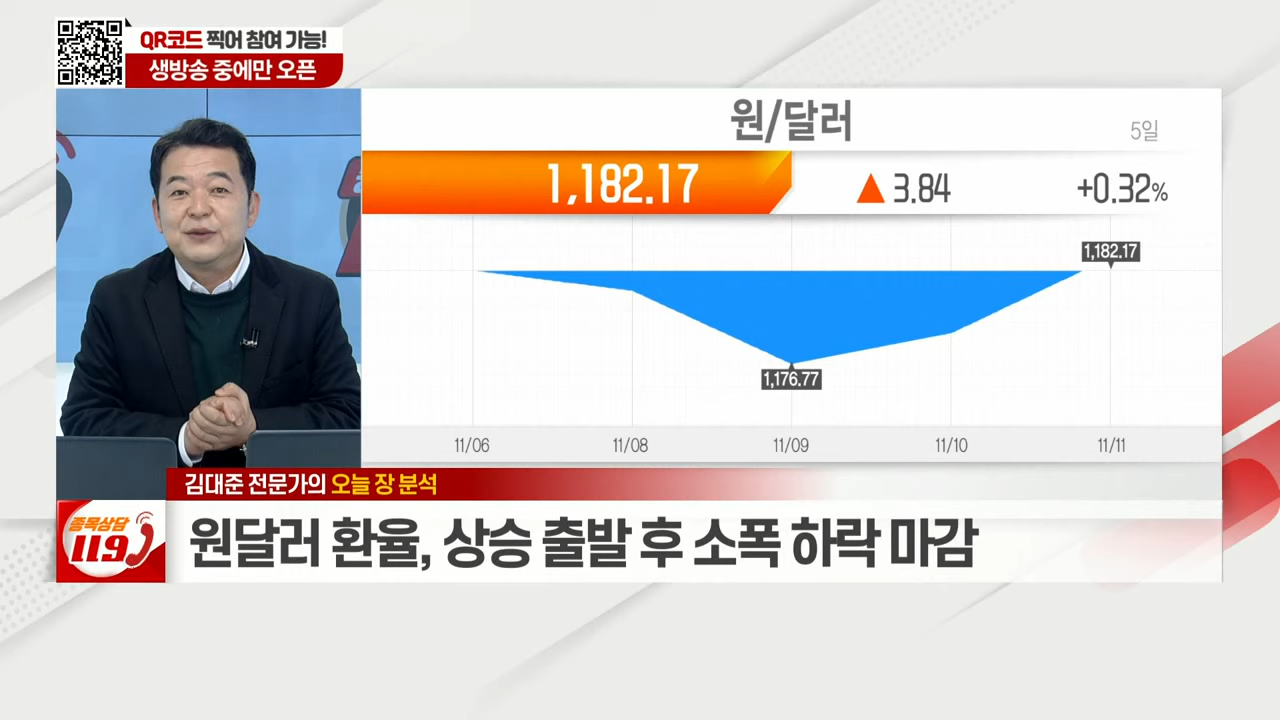 QR코드 찍어 참여 가능!
생방송 중에만 오픈
원/달러
5일
1,182.17 ▲ 3.84 +0.32%
1,182.17
1,176.77
11/06 11/08 11/09 11/10 11/11
김대준 전문가의 오늘 장 분석
종목상담
119
원달러 환율, 상승 출발 후 소폭 하락 마감